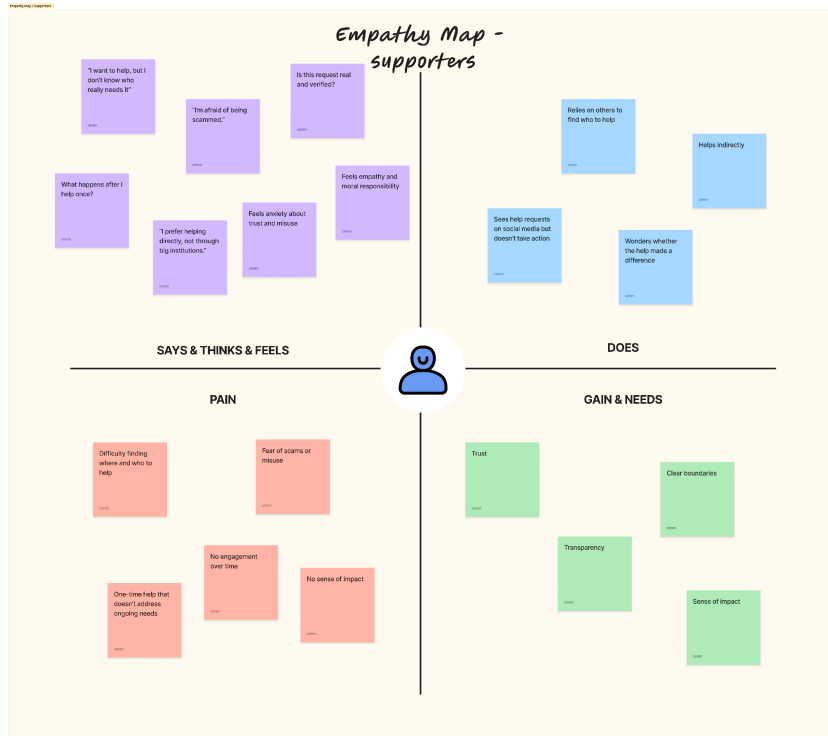 Empathy map / Supporters
Empathy Map -
supporters
"I want to help, but I
don't know who
really needs it"
"I'm afraid of being
scammed."
Is this request real
and verified?
What happens after I
help once?
"I prefer helping
directly, not through
big institutions."
Feels anxiety about
trust and misuse
Feels empathy and
moral responsibility
SAYS & THINKS & FEELS
Relies on others to
find who to help
Helps indirectly
Sees help requests
on social media but
doesn't take action
Wonders whether
the help made a
difference
DOES
PAIN
Difficulty finding
where and who to
help
Fear of scams or
misuse
No engagement
over time
One-time help that
doesn't address
ongoing needs
No sense of impact
GAIN & NEEDS
Trust
Clear boundaries
Transparency
Sense of impact